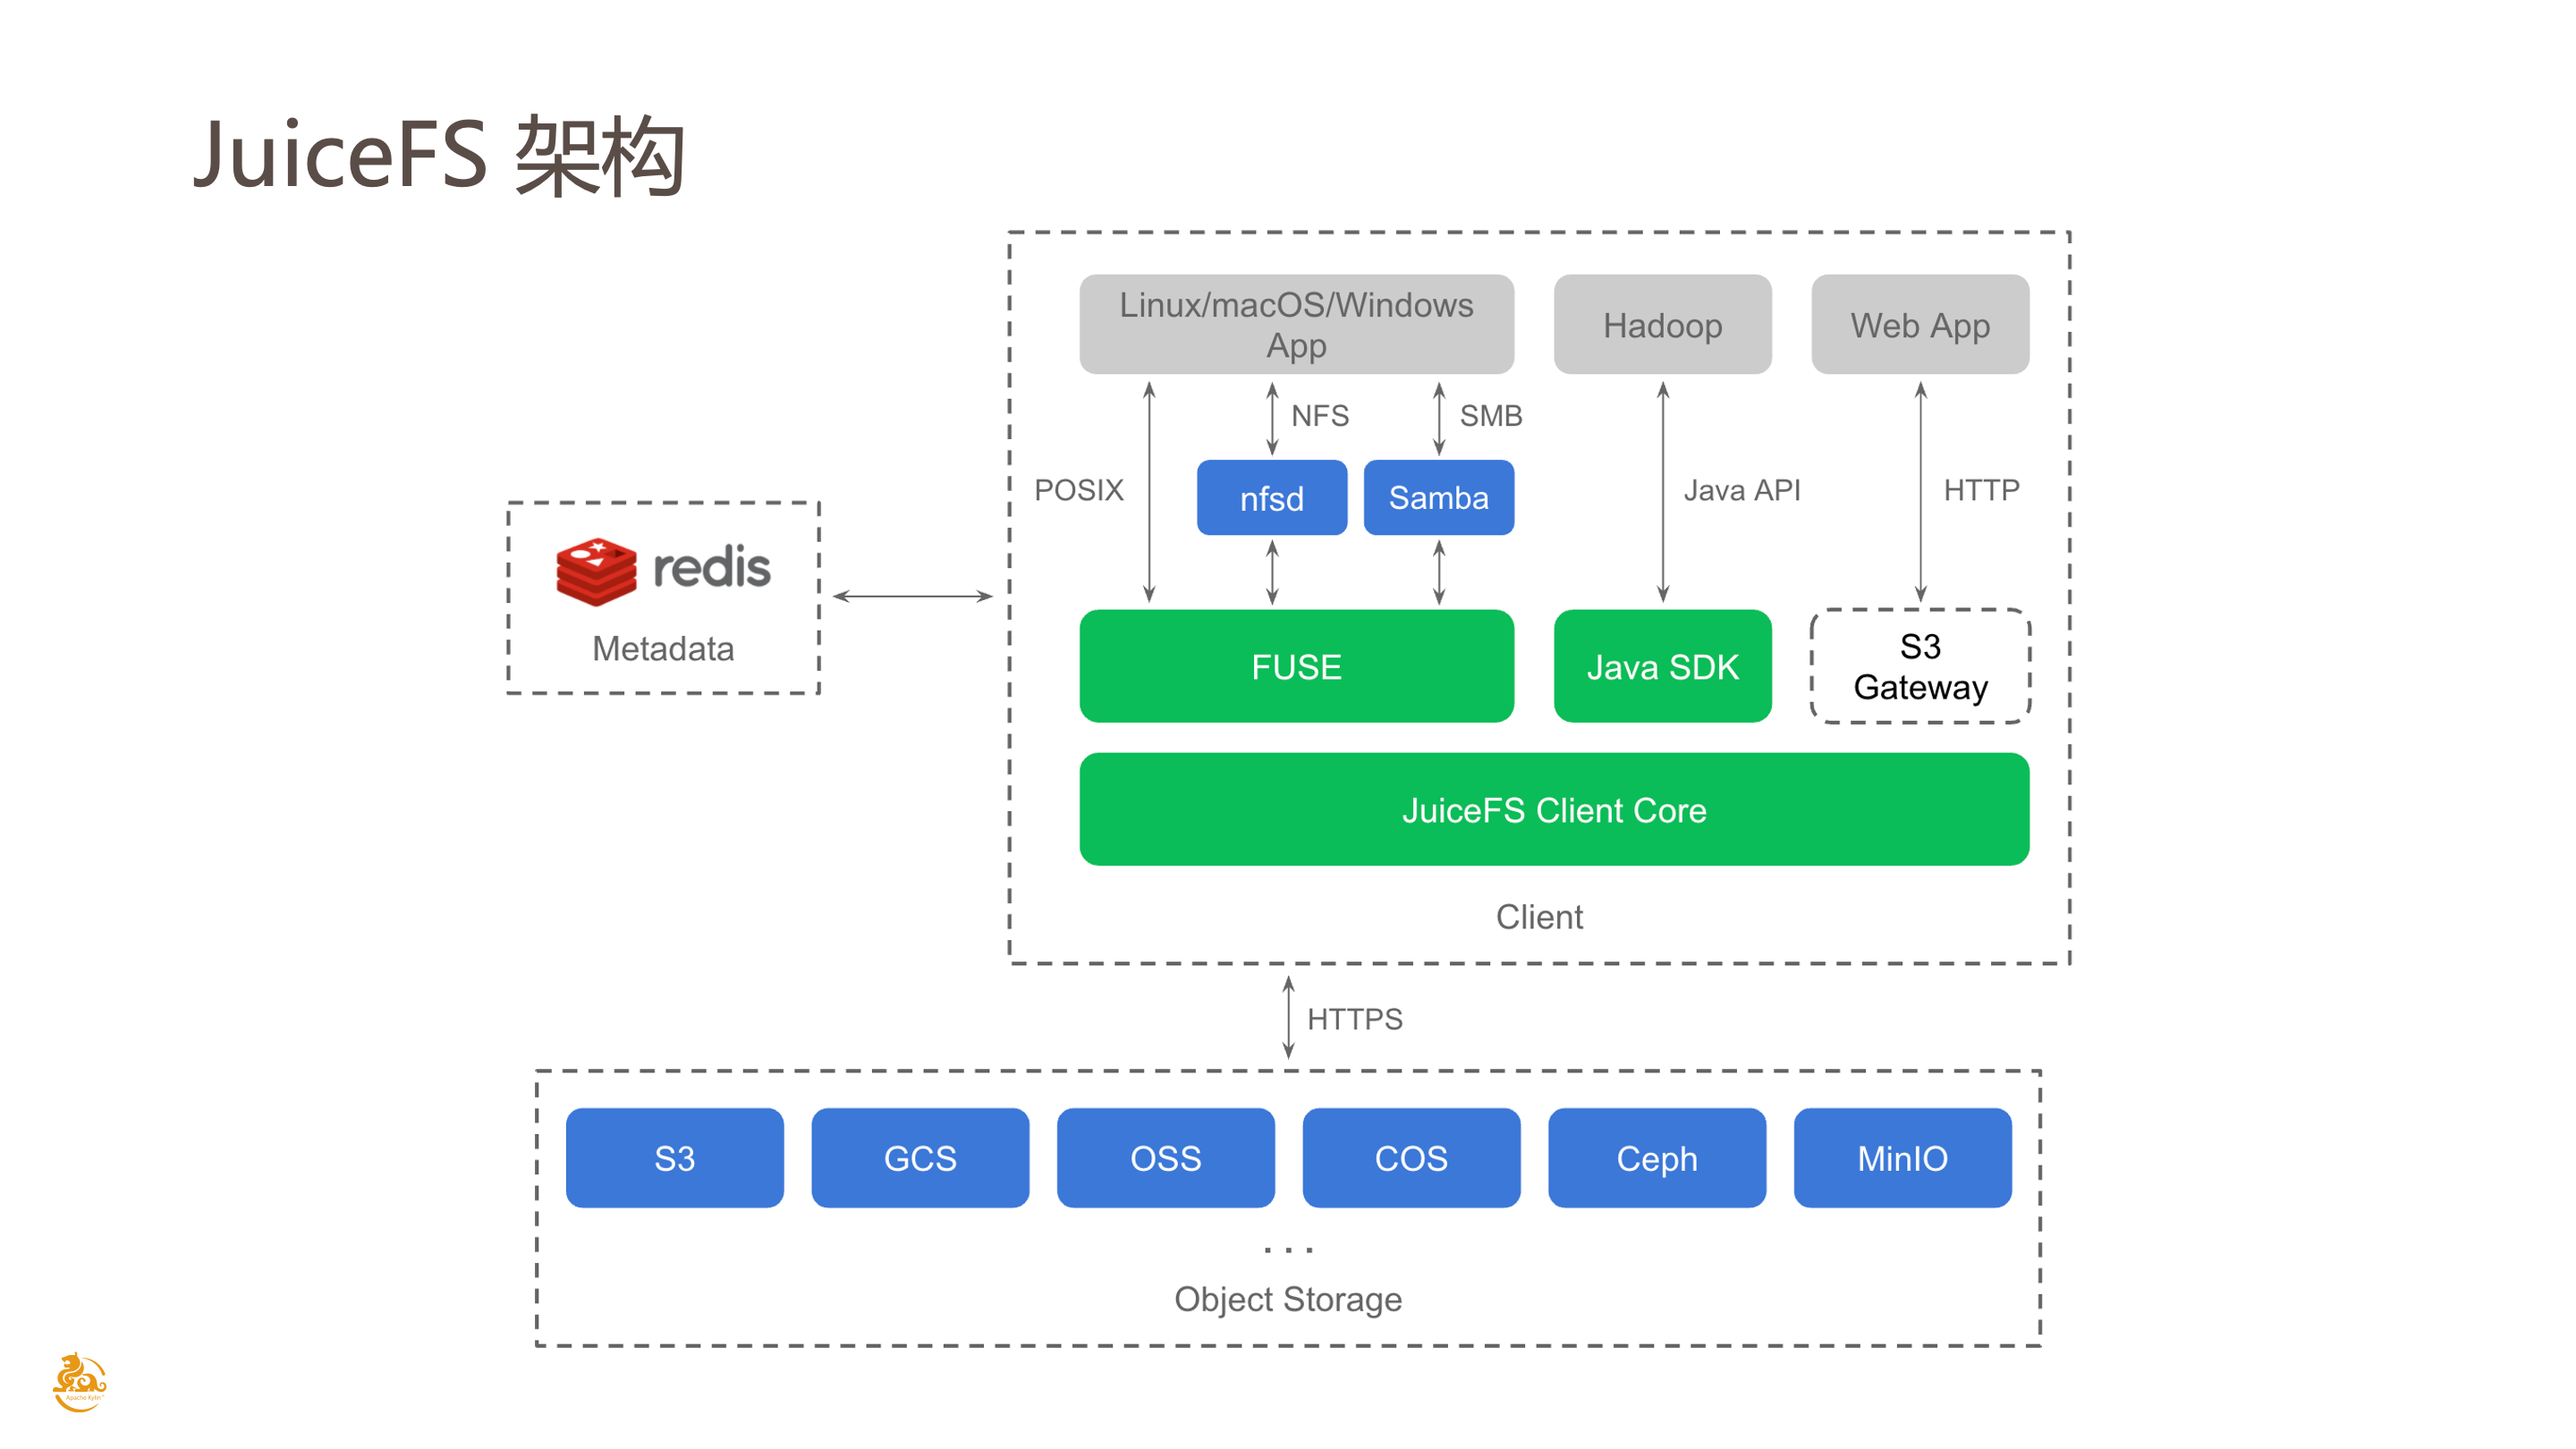 JuiceFS 架构
Linux/macOS/Windows
App
Hadoop
Web App
NFS
SMB
POSIX
nfsd
Samba
Java API
HTTP
redis
Metadata
FUSE
Java SDK
S3
Gateway
JuiceFS Client Core
Client
HTTPS
S3
GCS
OSS
COS
Ceph
MinIO
...
Object Storage
Apache Kylin